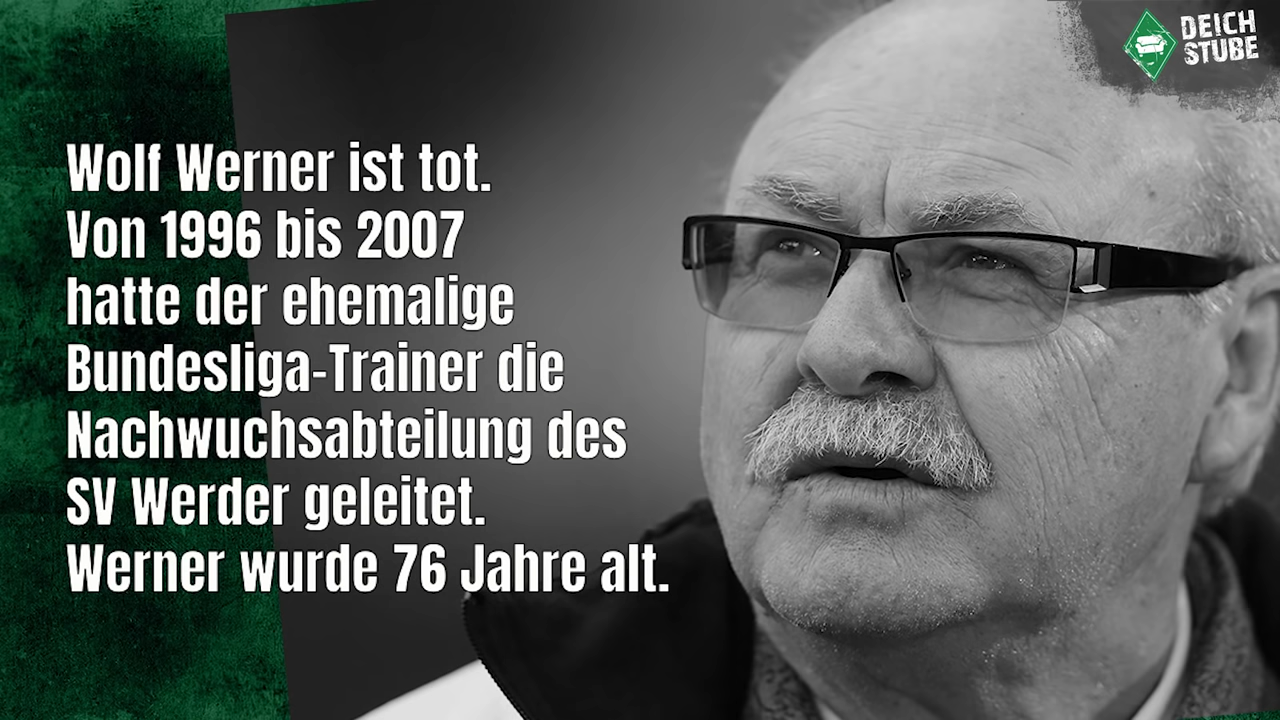 DEICH
STUBE
Wolf Werner ist tot.
Von 1996 bis 2007
hatte der ehemalige
Bundesliga-Trainer die
Nachwuchsabteilung des
SV Werder geleitet.
Werner wurde 76 Jahre alt.